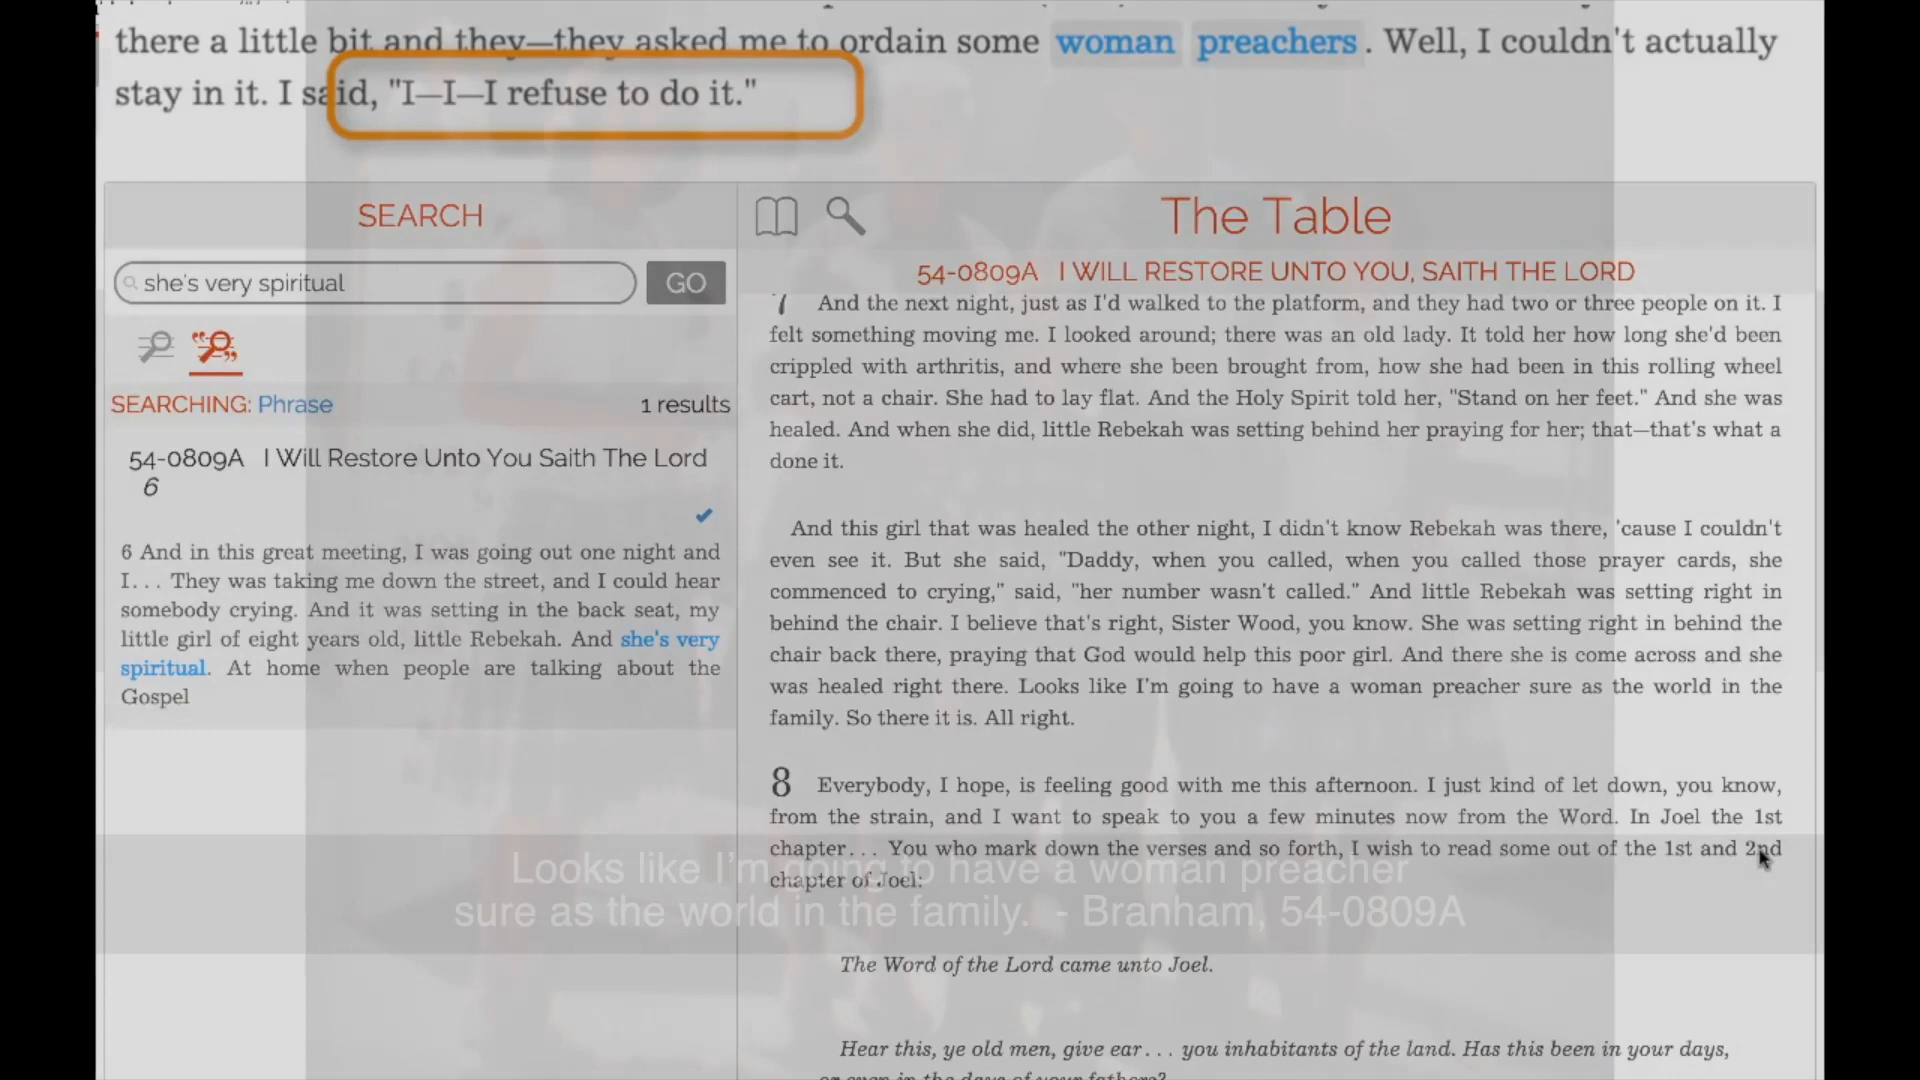 there a little bit and they—they asked me to ordain some woman preachers. Well, I couldn't actually
stay in it. I said, "I—I—I refuse to do it."
SEARCH
she's very spiritual
GO
SEARCHING: Phrase
1 results
54-0809A I Will Restore Unto You Saith The Lord
6
6 And in this great meeting, I was going out one night and
I... They was taking me down the street, and I could hear
somebody crying. And it was setting in the back seat, my
little girl of eight years old, little Rebekah. And she's very
spiritual. At home when people are talking about the
Gospel
The Table
54-0809A I WILL RESTORE UNTO YOU, SAITH THE LORD
7 And the next night, just as I'd walked to the platform, and they had two or three people on it. I
felt something moving me. I looked around; there was an old lady. It told her how long she'd been
crippled with arthritis, and where she been brought from, how she had been in this rolling wheel
cart, not a chair. She had to lay flat. And the Holy Spirit told her, "Stand on her feet." And she was
healed. And when she did, little Rebekah was setting behind her praying for her; that—that's what a
done it.
And this girl that was healed the other night, I didn't know Rebekah was there, 'cause I couldn't
even see it. But she said, "Daddy, when you called, when you called those prayer cards, she
commenced to crying," said, "her number wasn't called." And little Rebekah was setting right in
behind the chair. I believe that's right, Sister Wood, you know. She was setting right in behind the
chair back there, praying that God would help this poor girl. And there she is come across and she
was healed right there. Looks like I'm going to have a woman preacher sure as the world in the
family. So there it is. All right.
8 Everybody, I hope, is feeling good with me this afternoon. I just kind of let down, you know,
from the strain, and I want to speak to you a few minutes now from the Word. In Joel the 1st
chapter... You who mark down the verses and so forth, I wish to read some out of the 1st and 2nd
chapter of Joel:
Looks like I'm going to have a woman preacher
sure as the world in the family. - Branham, 54-0809A
The Word of the Lord came unto Joel.
Hear this, ye old men, give ear... you inhabitants of the land. Has this been in your days,
or even in the days of your fathers?